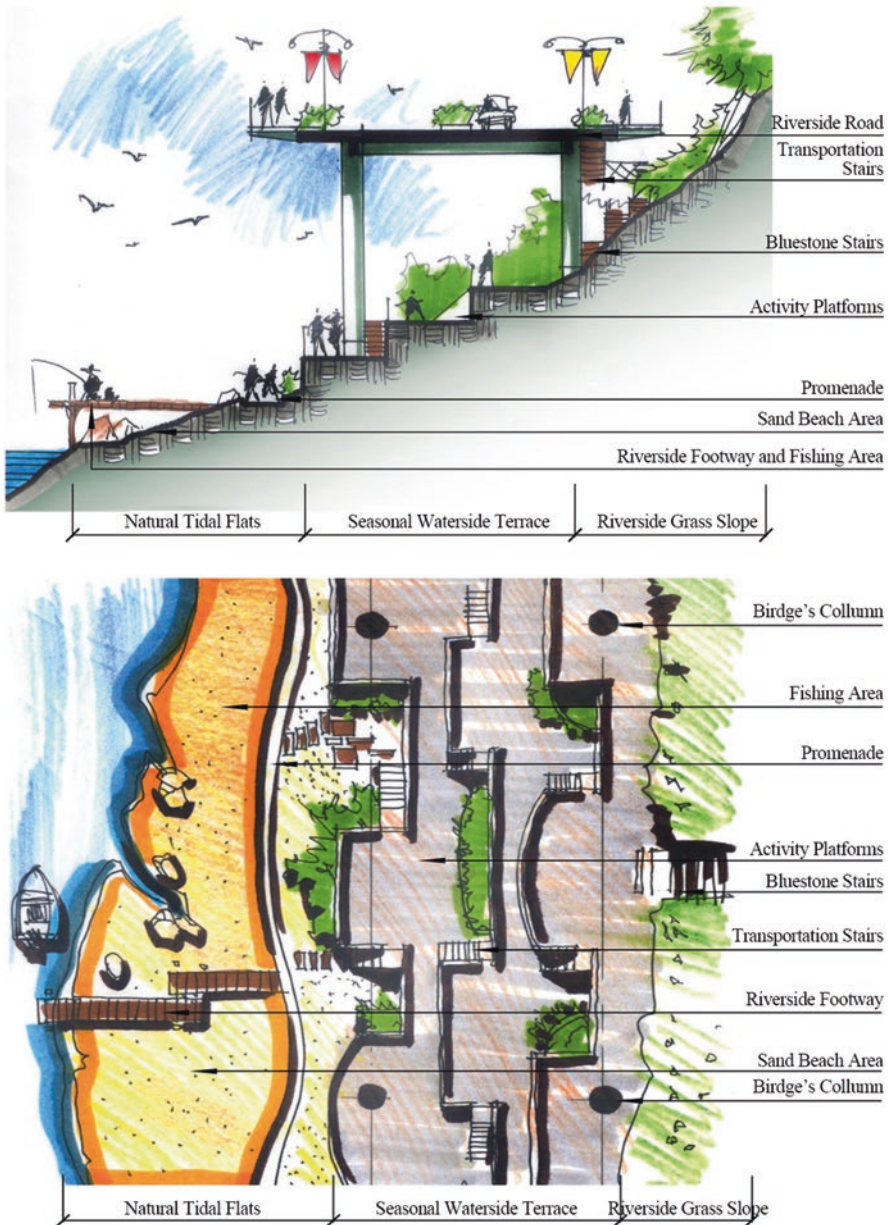 Riverside Road
Transportation
Stairs
Bluestone Stairs
Activity Platforms
Promenade
Sand Beach Area
Riverside Footway and Fishing Area
Natural Tidal Flats
Seasonal Waterside Terrace
Riverside Grass Slope
Birdge's Collumn
Fishing Area
Promenade
Activity Platforms
Bluestone Stairs
Transportation Stairs
Riverside Footway
Sand Beach Area
Birdge's Collumn
Natural Tidal Flats
Seasonal Waterside Terrace
Riverside Grass Slope